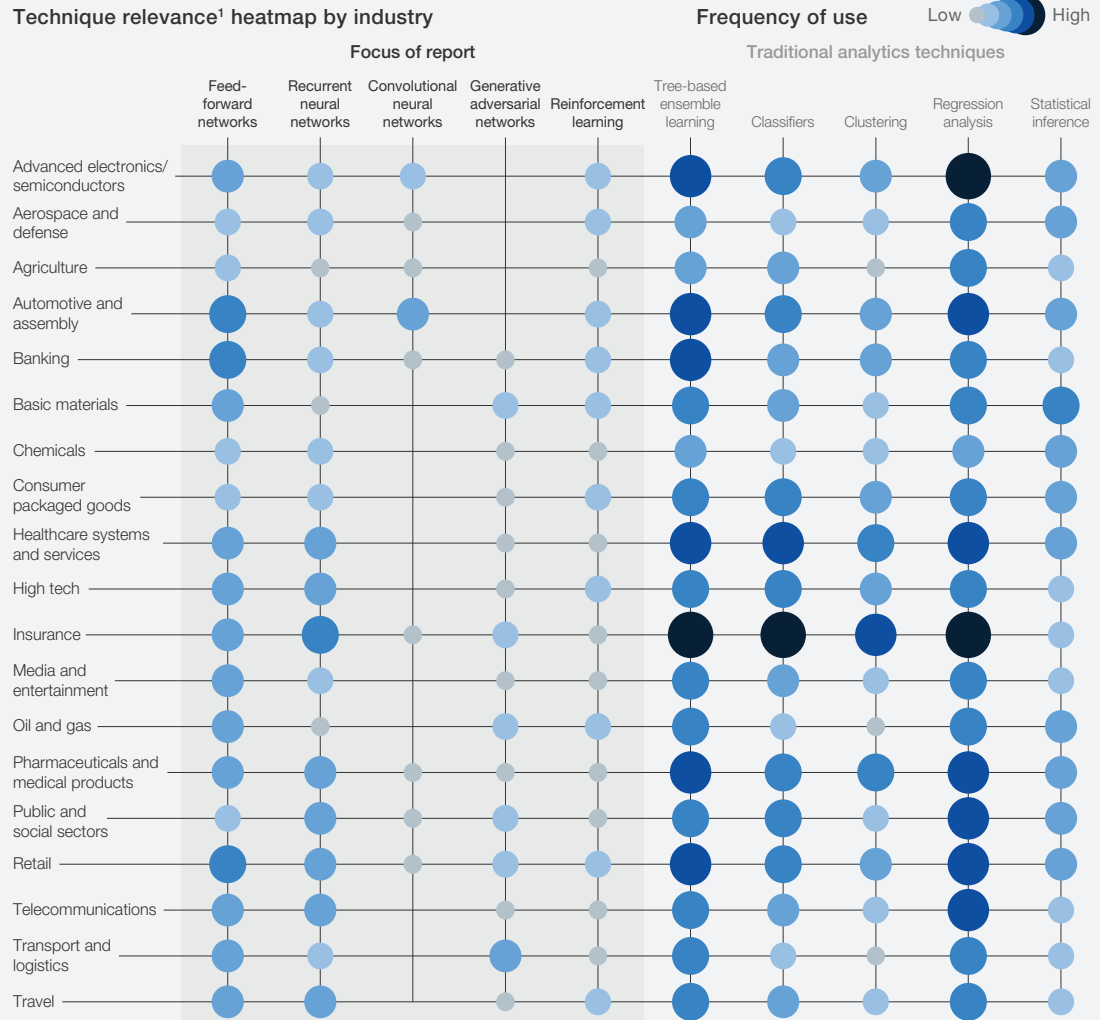 Technique relevance¹ heatmap by industry
Frequency of use
Low
High
Focus of report
Traditional analytics techniques
Feed-
forward
networks
Recurrent
neural
networks
Convolutional
neural
networks
Generative
adversarial
networks
Reinforcement
learning
Tree-based
ensemble
learning
Classifiers
Clustering
Regression
analysis
Statistical
inference
Advanced electronics/
semiconductors
Aerospace and
defense
Agriculture
Automotive and
assembly
Banking
Basic materials
Chemicals
Consumer
packaged goods
Healthcare systems
and services
High tech
Insurance
Media and
entertainment
Oil and gas
Pharmaceuticals and
medical products
Public and
social sectors
Retail
Telecommunications
Transport and
logistics
Travel